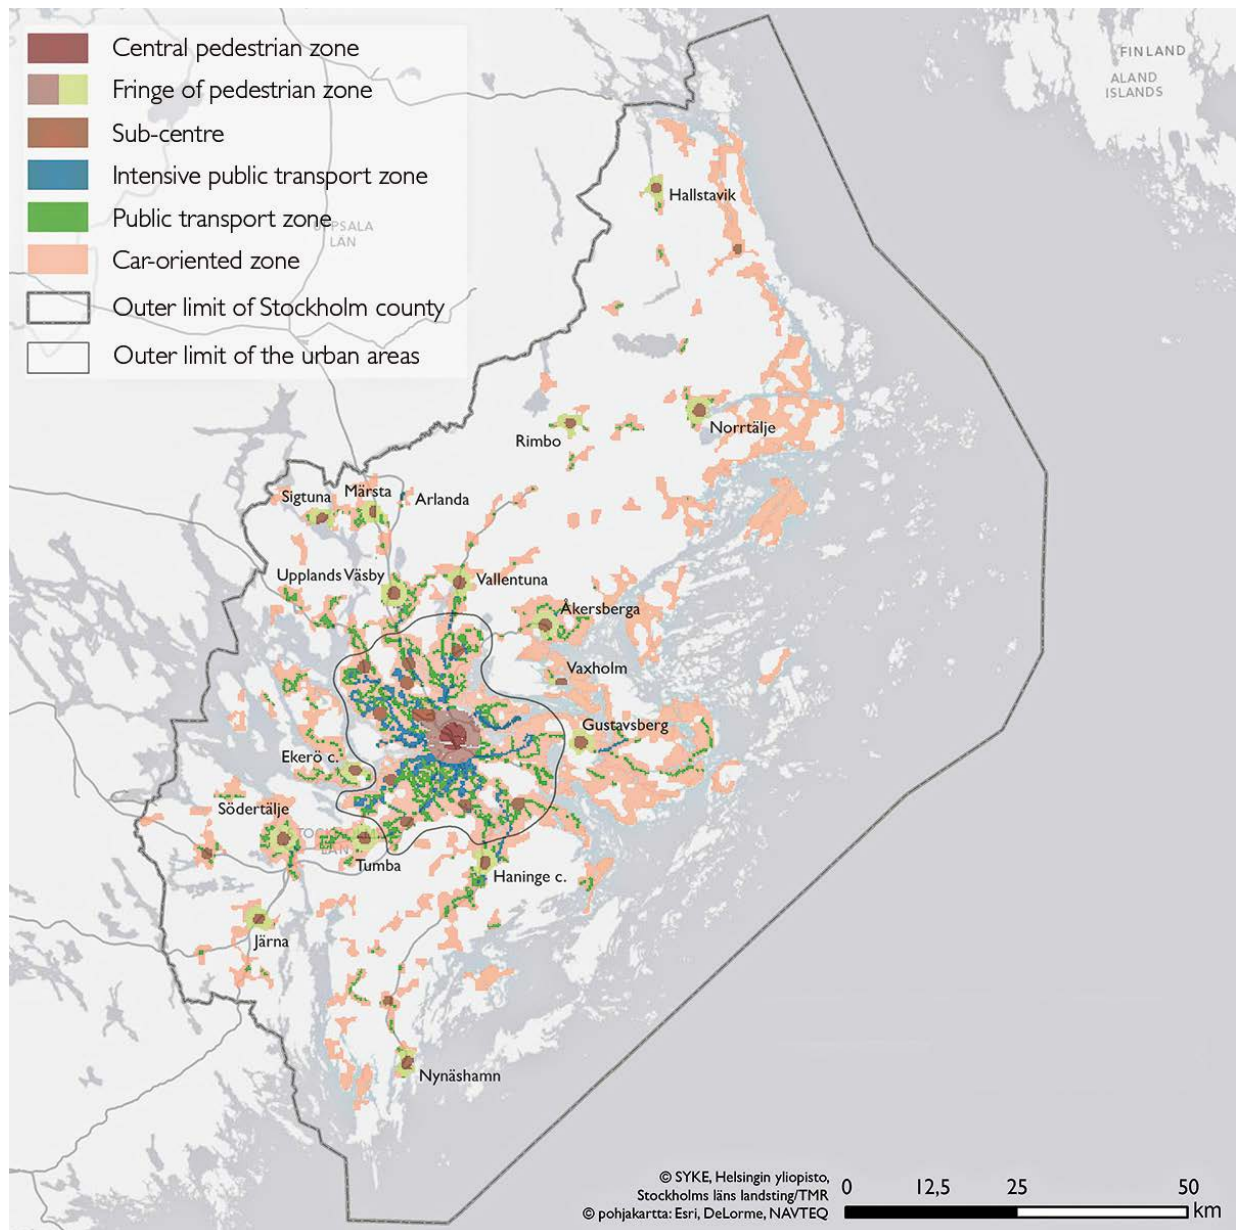 Central pedestrian zone
Fringe of pedestrian zone
Sub-centre
Intensive public transport zone
Public transport zone
Car-oriented zone
Outer limit of Stockholm county
Outer limit of the urban areas
FINLAND
ALAND
ISLANDS
UPPSALA
LÄN
Hallstavik
Norrtälje
Rimbo
Sigtuna
Märsta
Arlanda
Upplands Väsby
Vallentuna
Åkersberga
Vaxholm
Gustavsberg
Ekerö c.
Södertälje
LÄN
Tumba
Haninge c.
Järna
Nynäshamn
© SYKE, Helsingin yliopisto,
Stockholms läns landsting/TMR
© pohjakartta: Esri, DeLorme, NAVTEQ
0 12,5 25 50
km